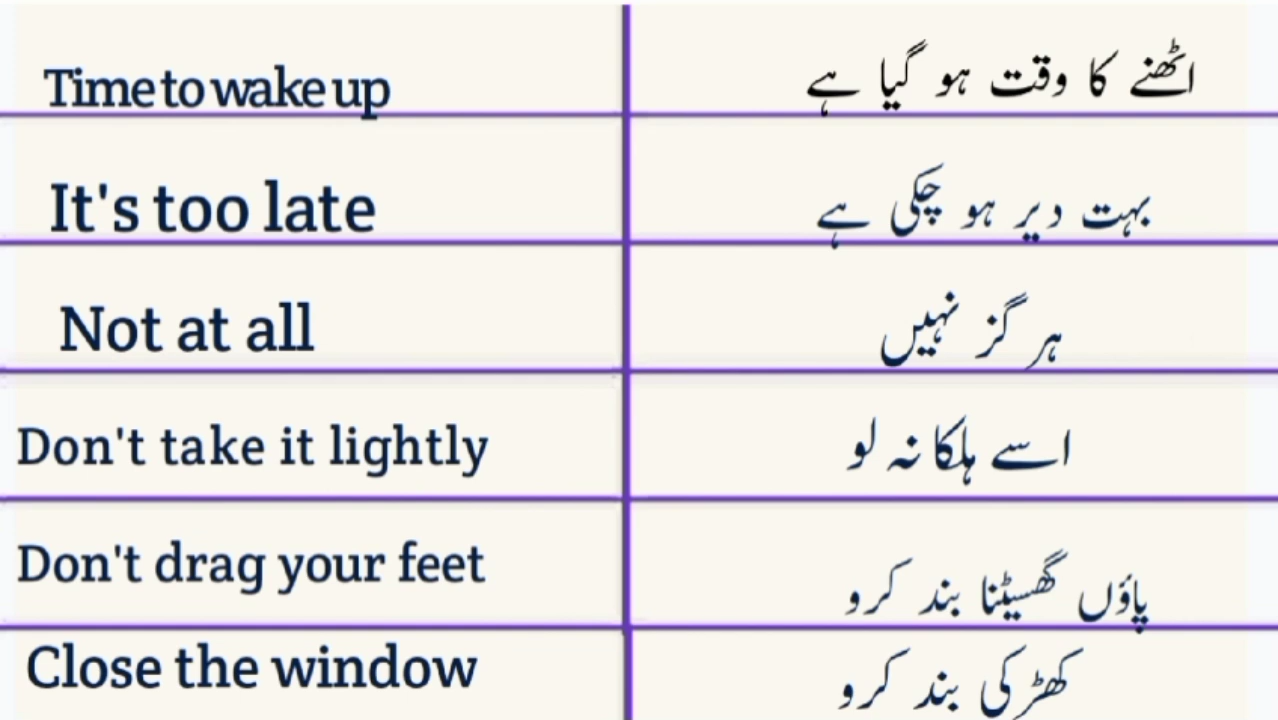 Time to wake up
اٹھنے کا وقت ہو گیا ہے
It's too late
بہت دیر ہو چکی ہے
Not at all
ہر گز نہیں
Don't take it lightly
اسے ہلکا نہ لو
Don't drag your feet
پاؤں گھسیٹنا بند کرو
Close the window
کھڑکی بند کرو